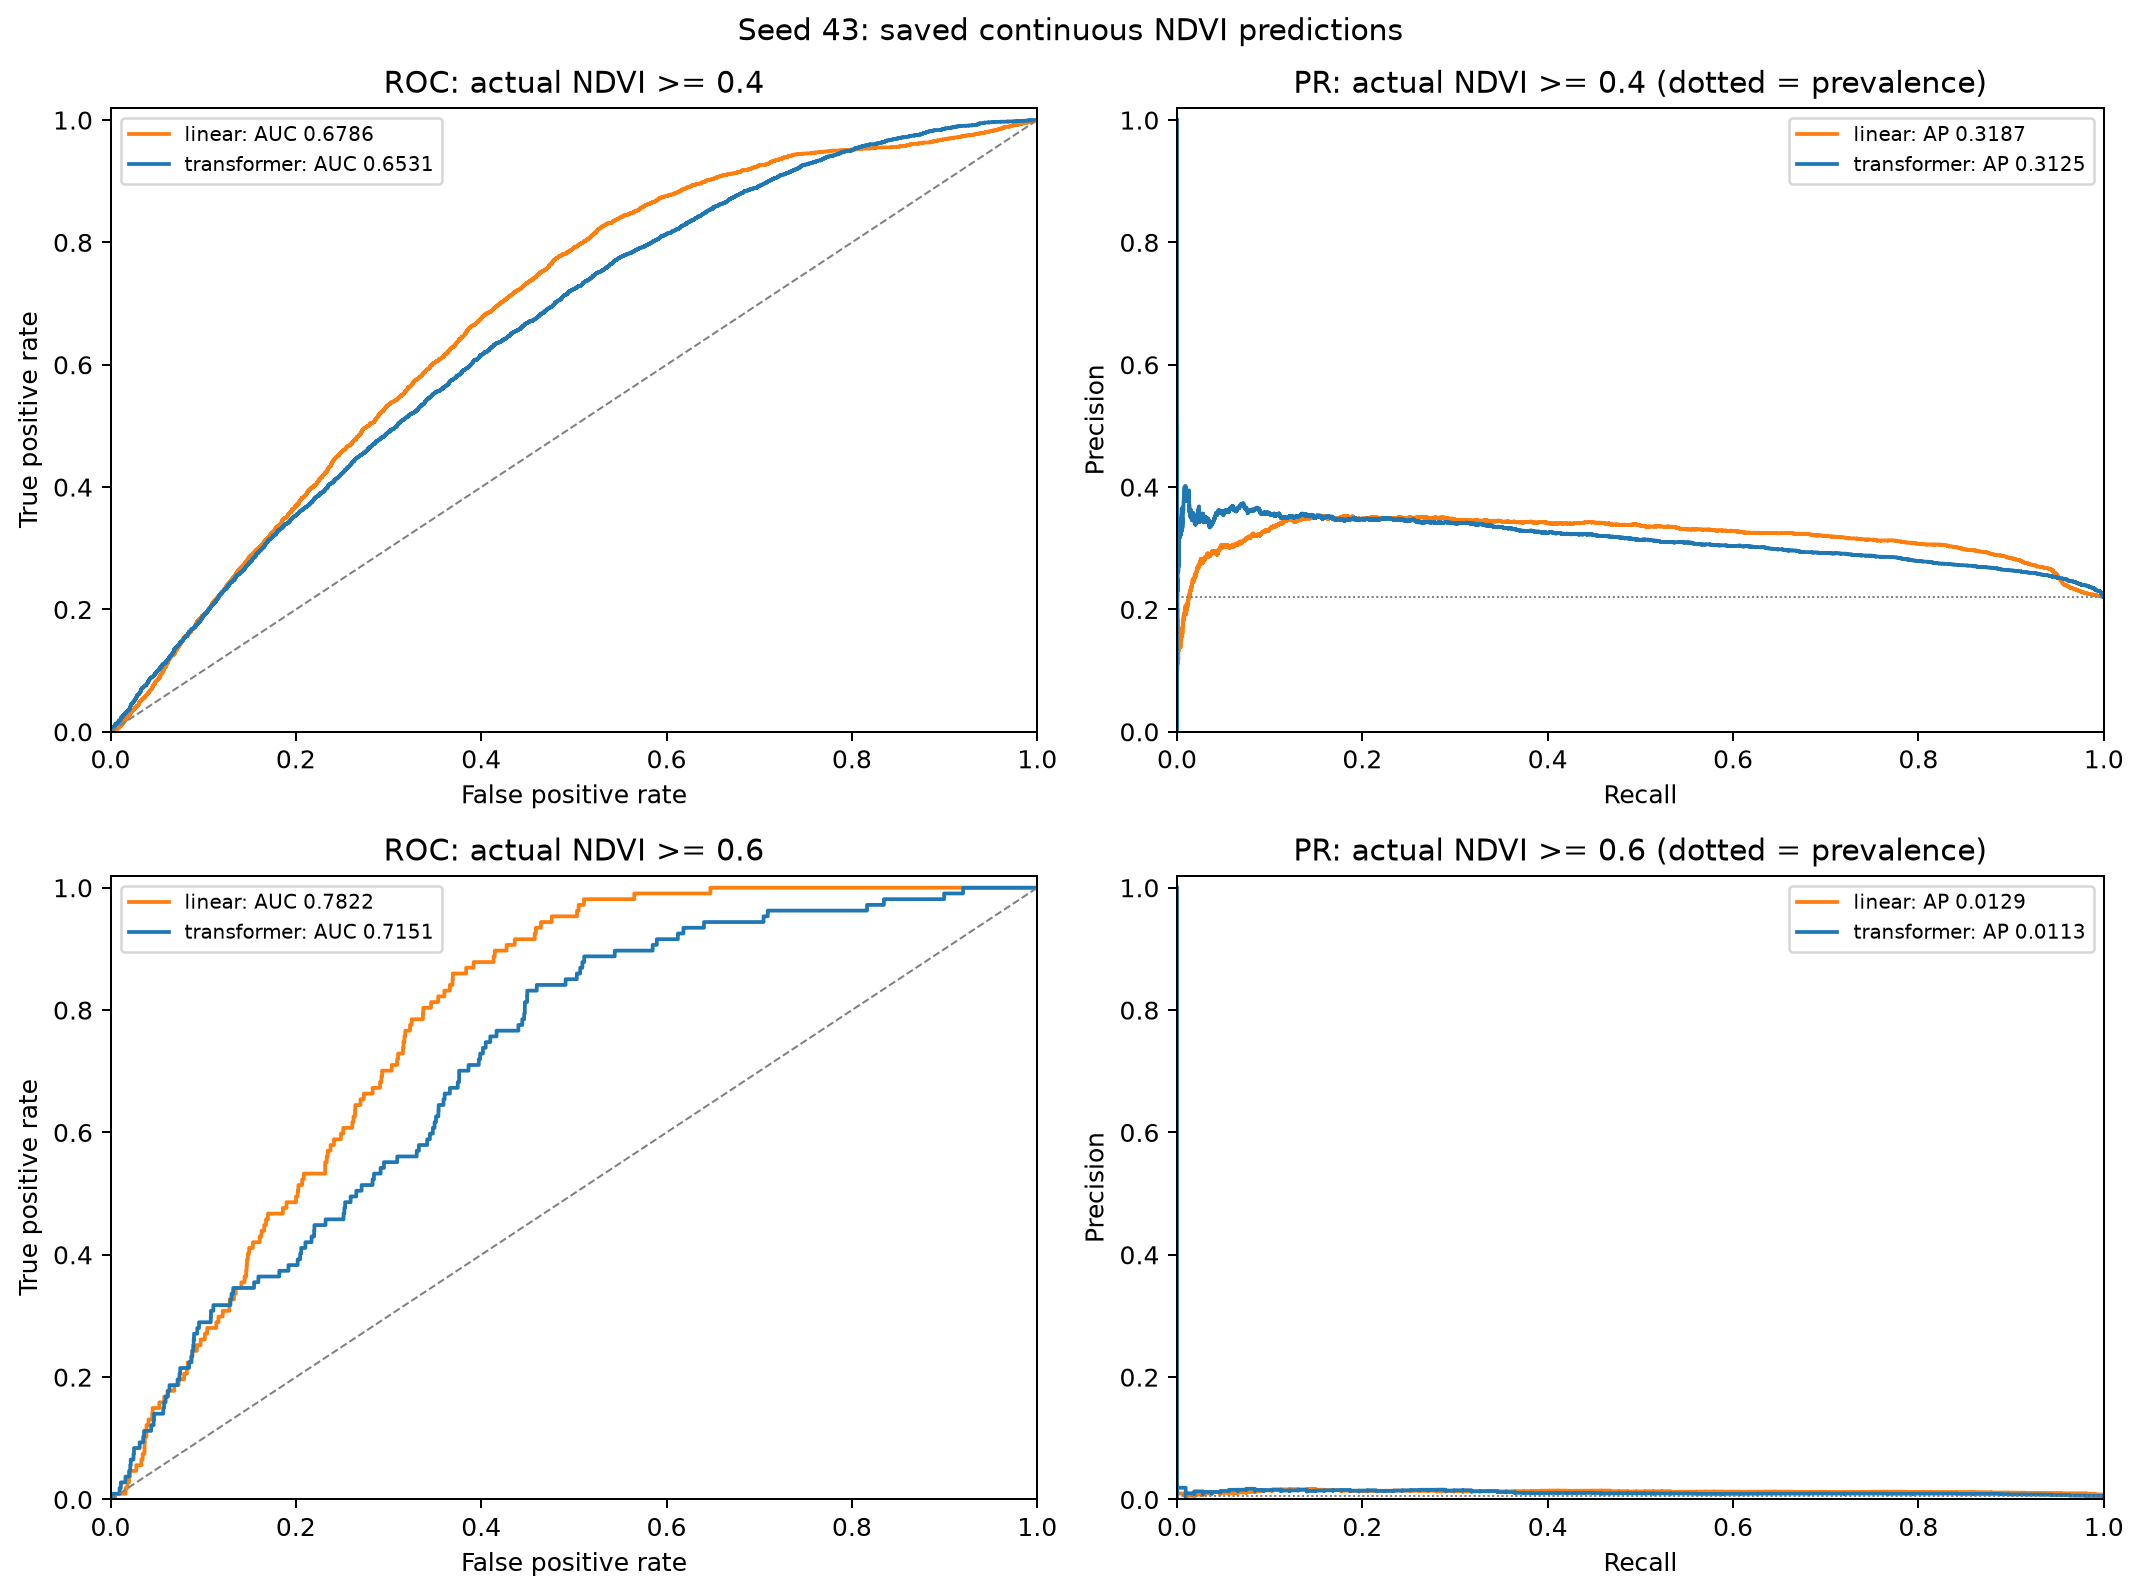 Seed 43: saved continuous NDVI predictions
ROC: actual NDVI >= 0.4
linear: AUC 0.6786
transformer: AUC 0.6531
True positive rate
1.0
0.8
0.6
0.4
0.2
0.0
0.0 0.2 0.4 0.6 0.8 1.0
False positive rate
PR: actual NDVI >= 0.4 (dotted = prevalence)
linear: AP 0.3187
transformer: AP 0.3125
Precision
1.0
0.8
0.6
0.4
0.2
0.0
0.0 0.2 0.4 0.6 0.8 1.0
Recall
ROC: actual NDVI >= 0.6
linear: AUC 0.7822
transformer: AUC 0.7151
True positive rate
1.0
0.8
0.6
0.4
0.2
0.0
0.0 0.2 0.4 0.6 0.8 1.0
False positive rate
PR: actual NDVI >= 0.6 (dotted = prevalence)
linear: AP 0.0129
transformer: AP 0.0113
Precision
1.0
0.8
0.6
0.4
0.2
0.0
0.0 0.2 0.4 0.6 0.8 1.0
Recall